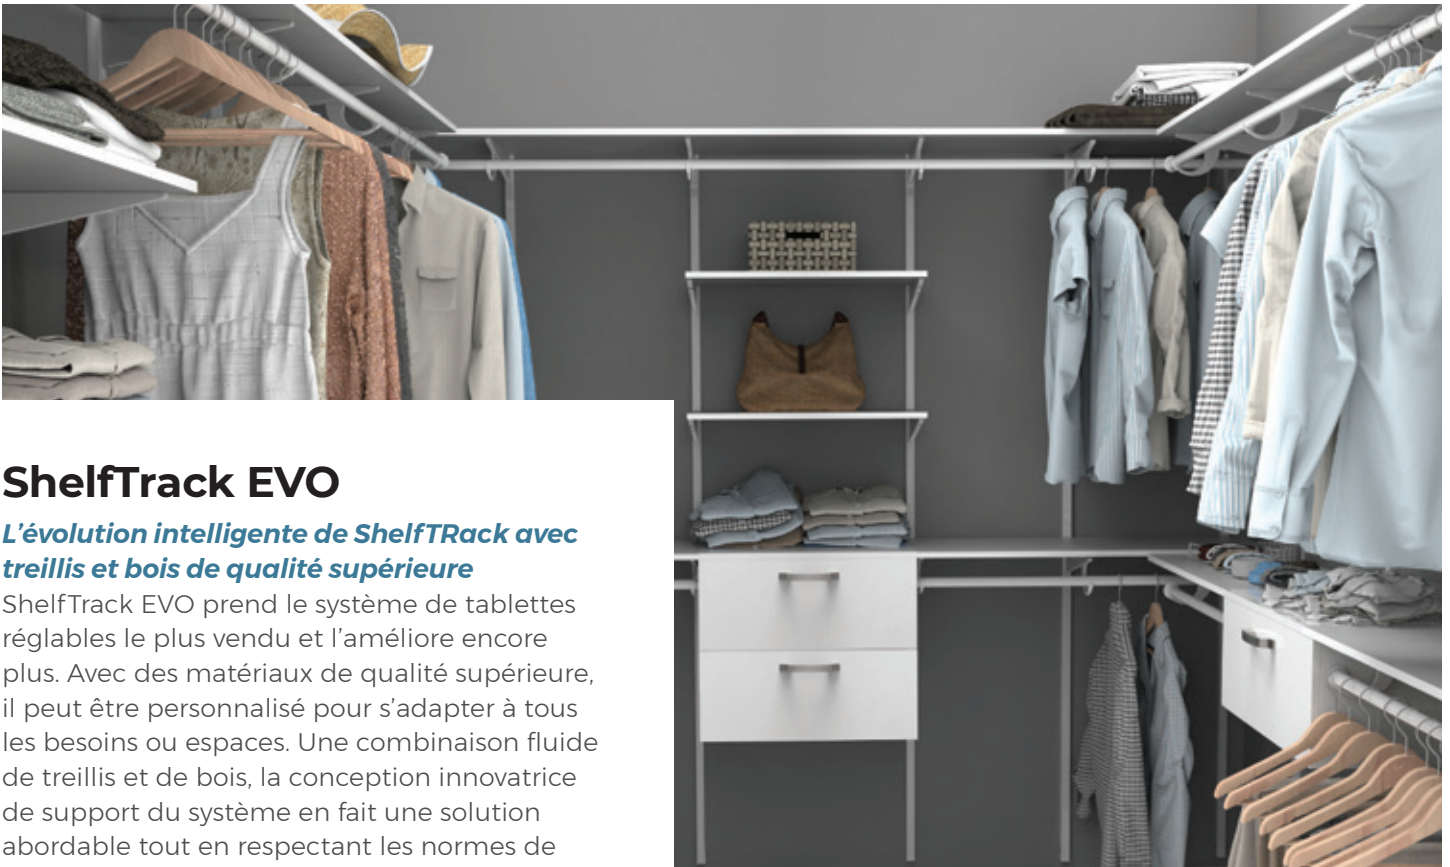 ShelfTrack EVO
L’évolution intelligente de ShelfTRack avec
treillis et bois de qualité supérieure
ShelfTrack EVO prend le système de tablettes
réglables le plus vendu et l’améliore encore
plus. Avec des matériaux de qualité supérieure,
il peut être personnalisé pour s’adapter à tous
les besoins ou espaces. Une combinaison fluide
de treillis et de bois, la conception innovatrice
de support du système en fait une solution
abordable tout en respectant les normes de